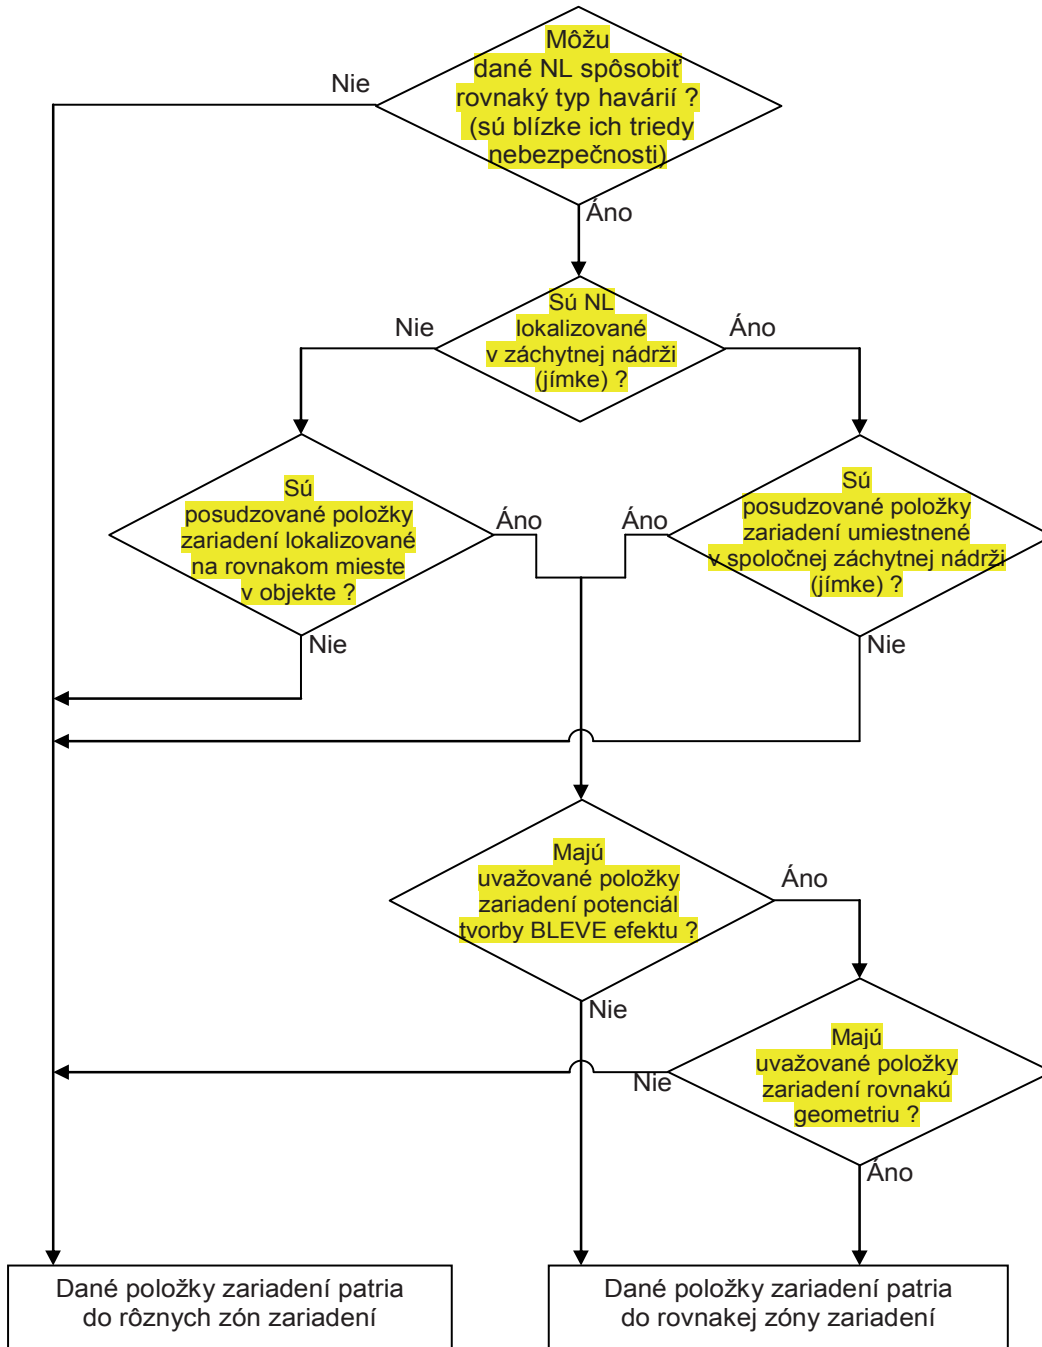 Môžu
dané NL spôsobiť
rovnaký typ havárií ?
(sú blízke ich triedy
nebezpečnosti)
Nie
Áno
Sú NL
lokalizované
v záchytnej nádrži
(jímke) ?
Nie
Áno
Sú
posudzované položky
zariadení lokalizované
na rovnakom mieste
v objekte ?
Áno
Nie
Sú
posudzované položky
zariadení umiestnené
v spoločnej záchytnej nádrži
(jímke) ?
Áno
Nie
Majú
uvažované položky
zariadení potenciál
tvorby BLEVE efektu ?
Áno
Nie
Majú
uvažované položky
zariadení rovnakú
geometriu ?
Nie
Áno
Dané položky zariadení patria
do rôznych zón zariadení
Dané položky zariadení patria
do rovnakej zóny zariadení